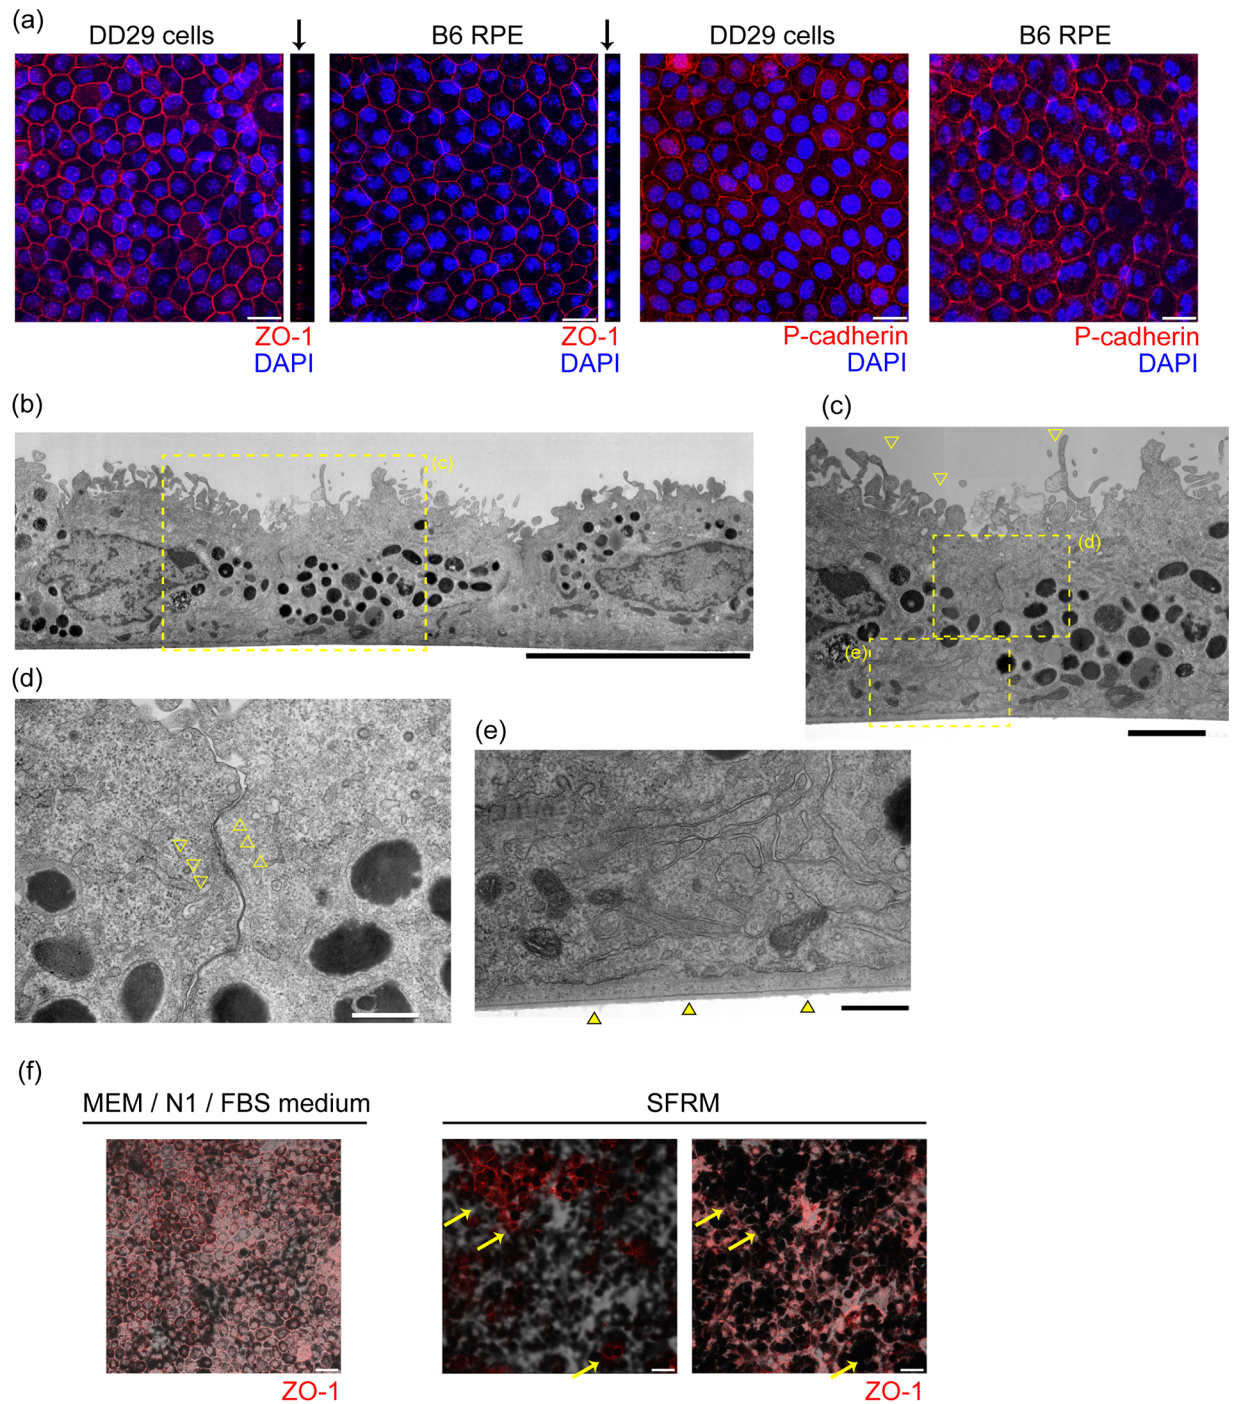 (a)
DD29 cells
B6 RPE
DD29 cells
B6 RPE
ZO-1
DAPI
ZO-1
DAPI
P-cadherin
DAPI
P-cadherin
DAPI
(b)
(c)
(c)
(d)
(e)
(d)
(e)
(f)
MEM / N1 / FBS medium
SFRM
ZO-1
ZO-1